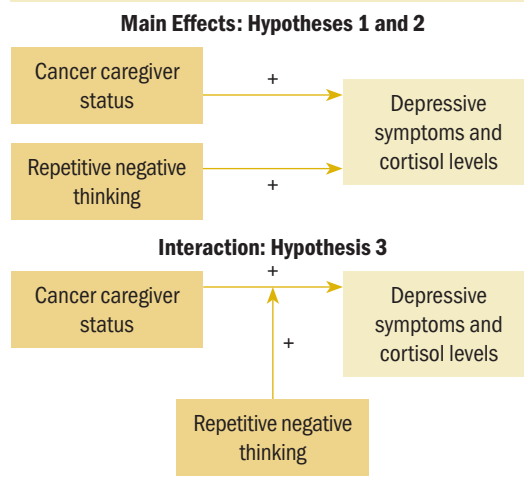 Main Effects: Hypotheses 1 and 2
Cancer caregiver
status
+
Depressive
symptoms and
cortisol levels
Repetitive negative
thinking
+
Interaction: Hypothesis 3
Cancer caregiver
status
+
Depressive
symptoms and
cortisol levels
+
Repetitive negative
thinking